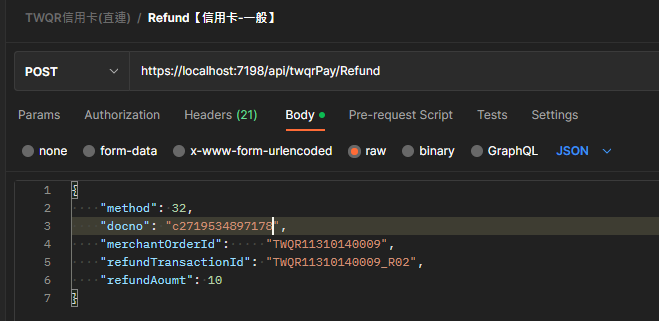 TWQR信用卡(直連) / Refund【信用卡-一般】
POST https://localhost:7198/api/twqrPay/Refund
Params Authorization Headers (21) Body Pre-request Script Tests Settings
none form-data x-www-form-urlencoded raw binary GraphQL JSON
1 {
2 "method": 32,
3 "docno": "c2719534897178",
4 "merchantOrderId": "TWQR11310140009",
5 "refundTransactionId": "TWQR11310140009_R02",
6 "refundAoumt": 10
7 }